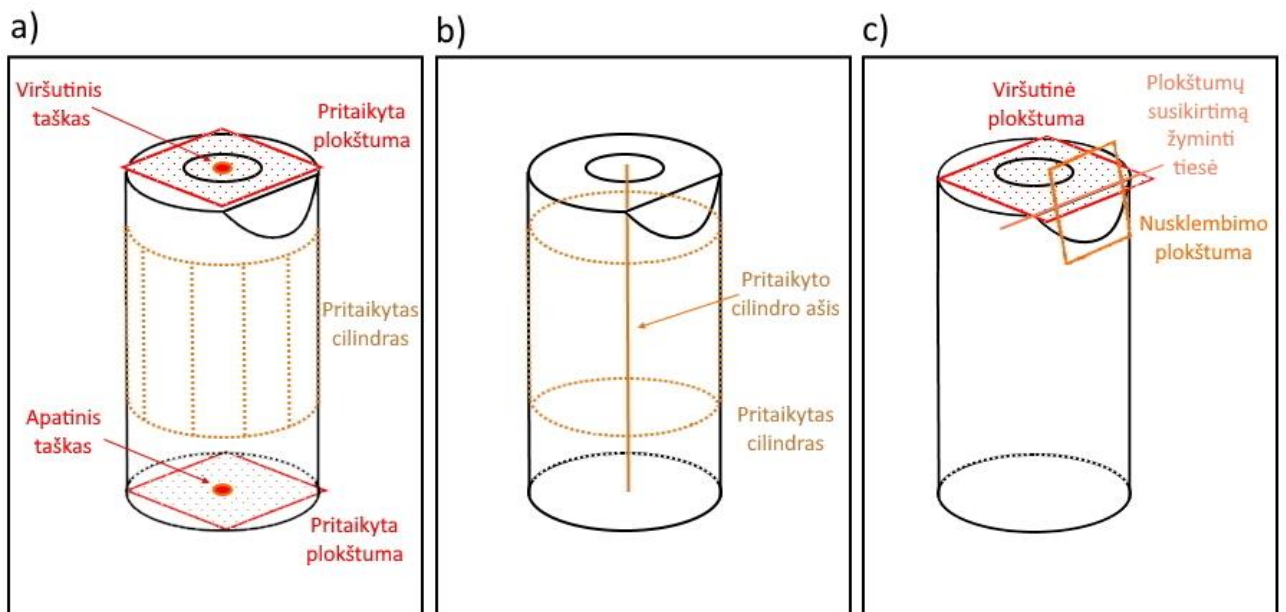 a)
Viršutinis
taškas
Pritaikyta
plokštuma
Pritaikytas
cilindras
Apatinis
taškas
Pritaikyta
plokštuma
b)
Pritaikyto
cilindro ašis
Pritaikytas
cilindras
c)
Viršutinė
plokštuma
Plokštumų
susikirtimą
žyminti
tiesė
Nusklembimo
plokštuma